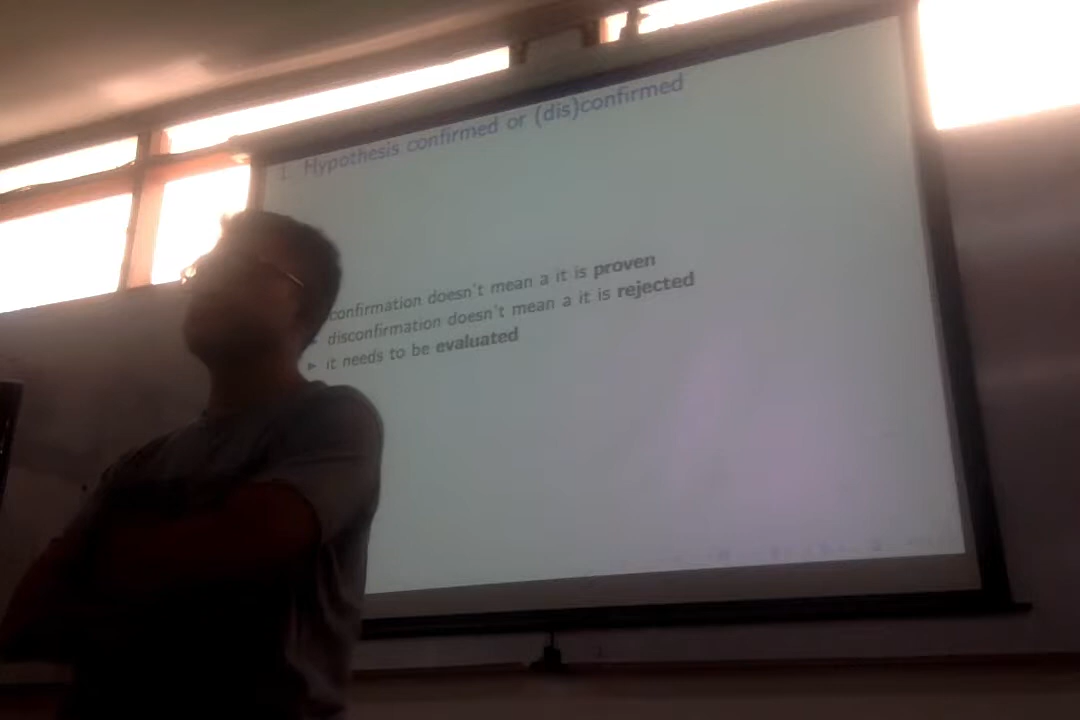 1. Hypothesis confirmed or (dis)confirmed
confirmation doesn't mean a it is proven
► disconfirmation doesn't mean a it is rejected
► it needs to be evaluated